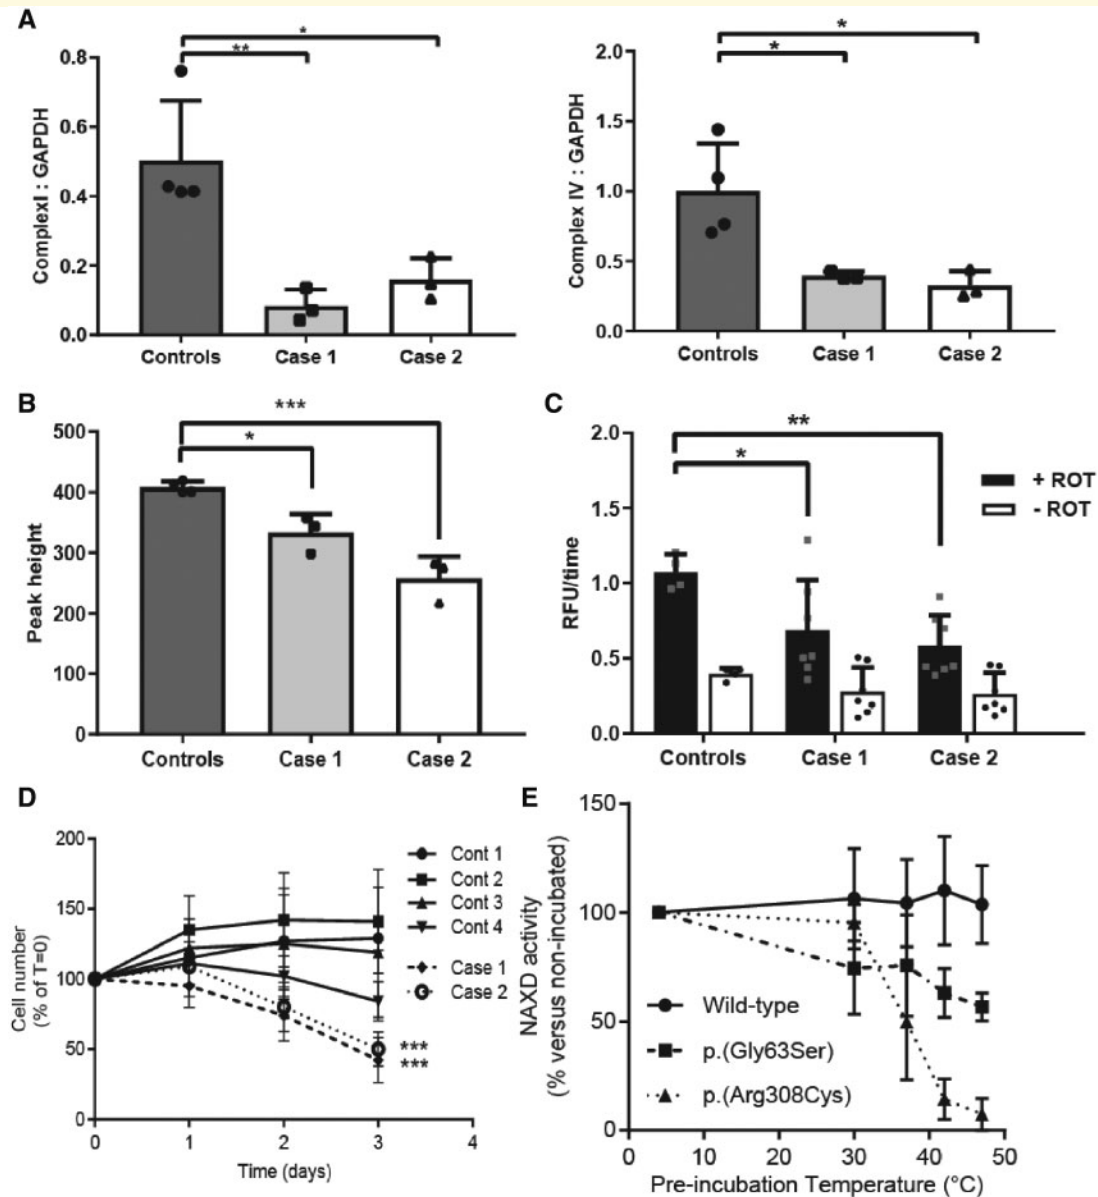 A
ComplexI : GAPDH
0.8
0.6
0.4
0.2
0.0
**
*
Controls
Case 1
Case 2
Complex IV : GAPDH
2.0
1.5
1.0
0.5
0.0
*
*
Controls
Case 1
Case 2
B
Peak height
500
400
300
200
100
0
***
*
Controls
Case 1
Case 2
C
RFU/time
2.0
1.5
1.0
0.5
0.0
**
*
+ ROT
- ROT
Controls
Case 1
Case 2
D
Cell number
(% of T=0)
200
150
100
50
0
Cont 1
Cont 2
Cont 3
Cont 4
Case 1
Case 2
***
***
0
1
2
3
4
Time (days)
E
NAXD activity
(% versus non-incubated)
150
100
50
0
Wild-type
p.(Gly63Ser)
p.(Arg308Cys)
0
10
20
30
40
50
Pre-incubation Temperature (°C)